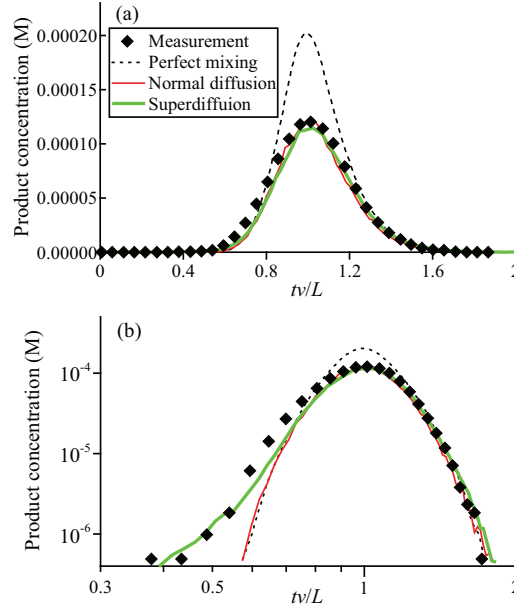 (a)
Measurement
Perfect mixing
Normal diffusion
Superdiffuion
Product concentration (M)
0.00020
0.00015
0.00010
0.00005
0.00000
0 0.4 0.8 1.2 1.6 2
tv/L
(b)
Product concentration (M)
10⁻⁴
10⁻⁵
10⁻⁶
0.3 0.5 1 2
tv/L